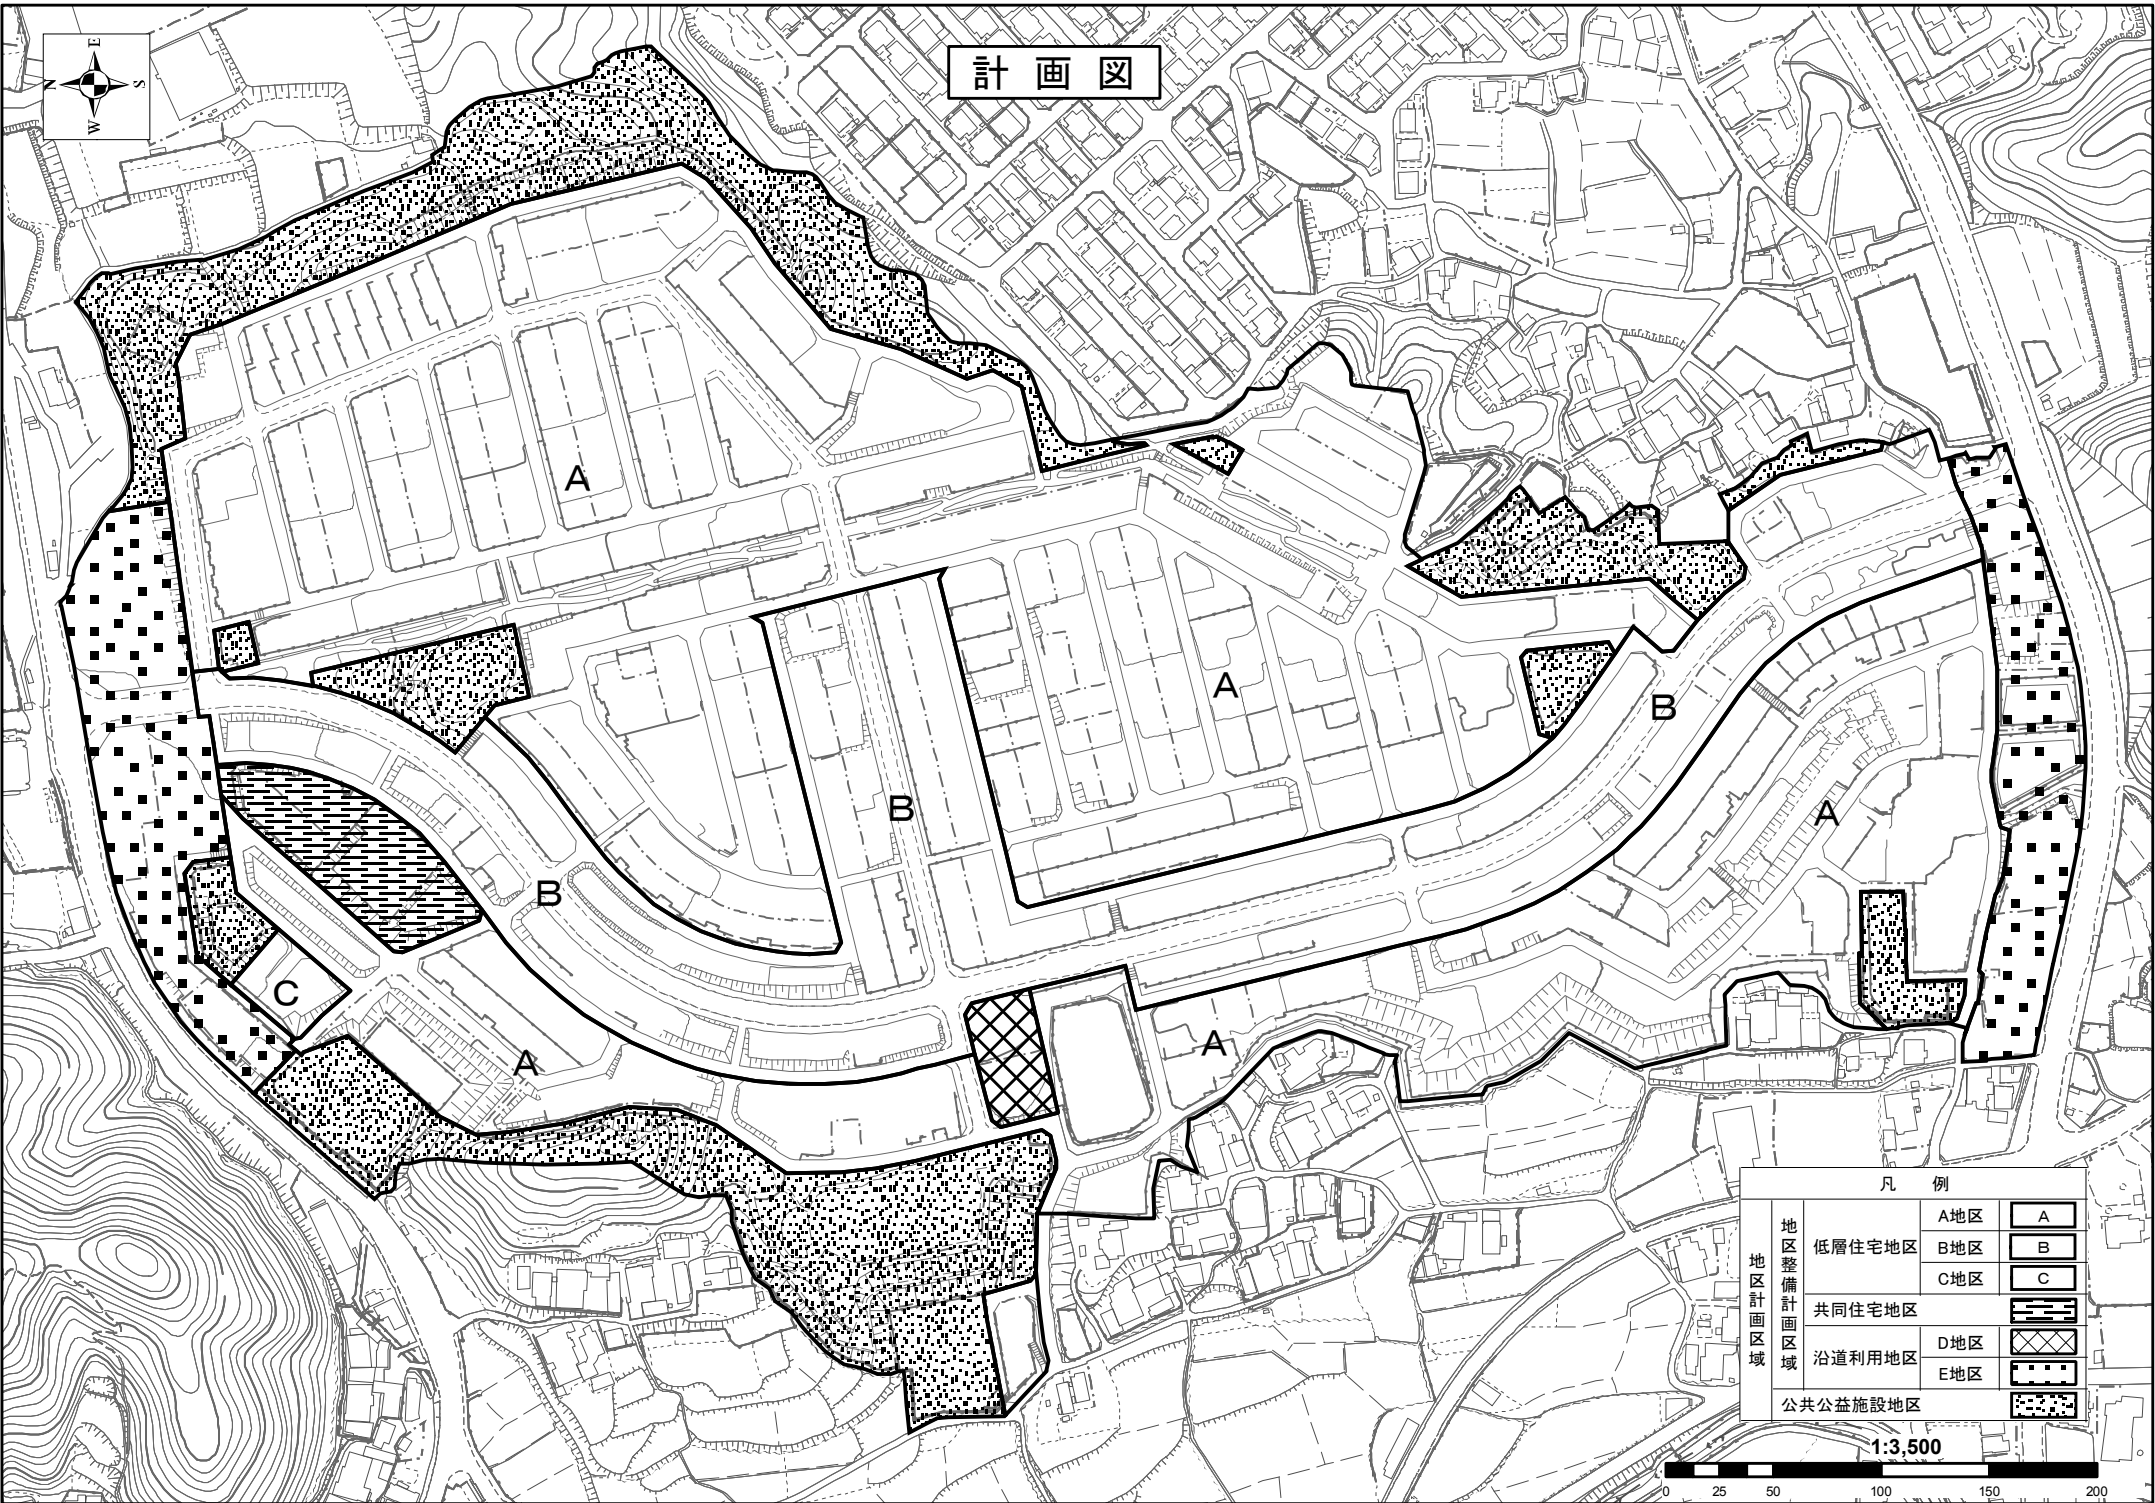 計画図
E
N
S
W
A
A
B
A
B
B
A
C
A
A
凡 例
地区計画区域
地区整備計画区域
低層住宅地区
A地区
A
B地区
B
C地区
C
共同住宅地区
沿道利用地区
D地区
E地区
公共公益施設地区
1:3,500
0 25 50 100 150 200